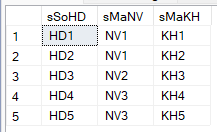 sSoHD sMaNV sMaKH
1 HD1 NV1 KH1
2 HD2 NV1 KH2
3 HD3 NV2 KH3
4 HD4 NV3 KH4
5 HD5 NV3 KH5